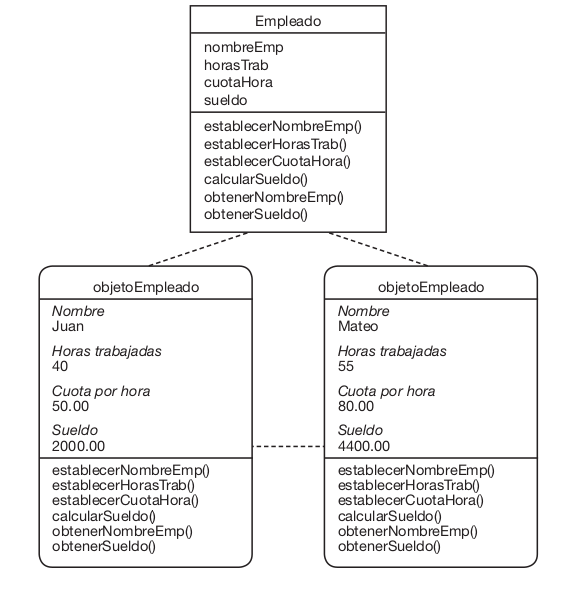 Empleado
nombreEmp
horasTrab
cuotaHora
sueldo
establecerNombreEmp()
establecerHorasTrab()
establecerCuotaHora()
calcularSueldo()
obtenerNombreEmp()
obtenerSueldo()
objetoEmpleado
Nombre
Juan
Horas trabajadas
40
Cuota por hora
50.00
Sueldo
2000.00
establecerNombreEmp()
establecerHorasTrab()
establecerCuotaHora()
calcularSueldo()
obtenerNombreEmp()
obtenerSueldo()
objetoEmpleado
Nombre
Mateo
Horas trabajadas
55
Cuota por hora
80.00
Sueldo
4400.00
establecerNombreEmp()
establecerHorasTrab()
establecerCuotaHora()
calcularSueldo()
obtenerNombreEmp()
obtenerSueldo()